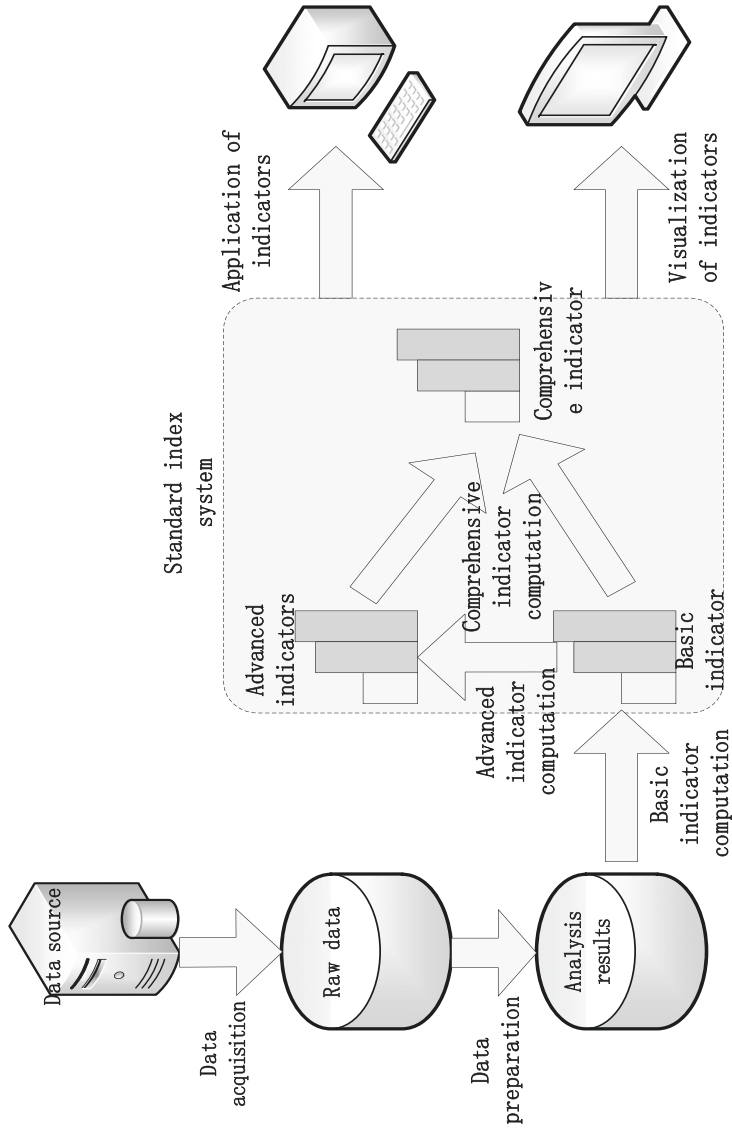 Data source
Data
acquisition
Raw data
Data
preparation
Analysis
results
Basic
indicator
computation
Standard index
system
Advanced
indicators
Advanced
indicator
computation
Basic
indicator
Comprehensive
indicator
computation
Comprehensiv
e indicator
Application of
indicators
Visualization
of indicators